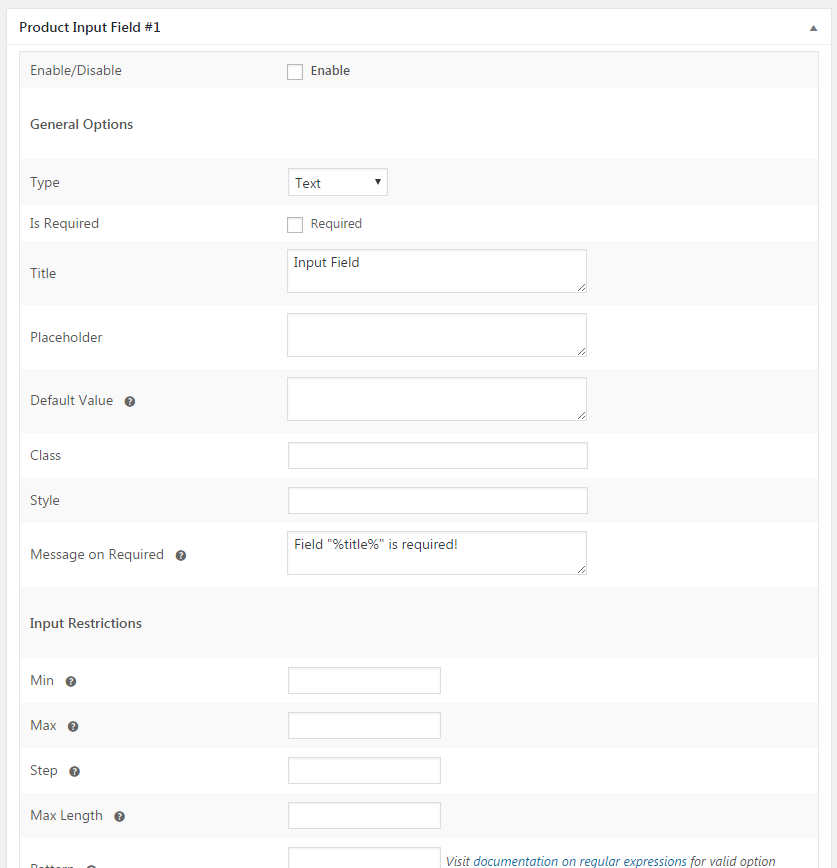 Product Input Field #1
Enable/Disable
Enable
General Options
Type
Text
Is Required
Required
Title
Input Field
Placeholder
Default Value
Class
Style
Message on Required
Field "%title%" is required!
Input Restrictions
Min
Max
Step
Max Length
Pattern
Visit documentation on regular expressions for valid option